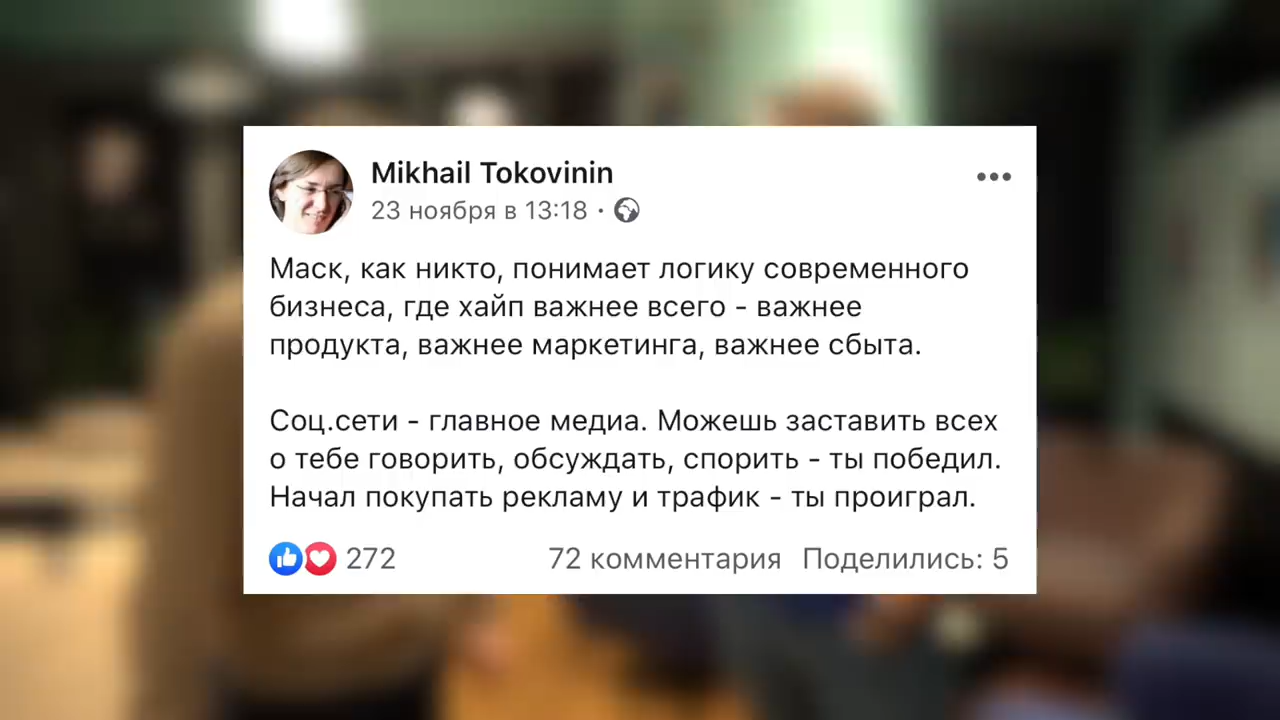 Mikhail Tokovinin
23 ноября в 13:18 ·
Маск, как никто, понимает логику современного
бизнеса, где хайп важнее всего - важнее
продукта, важнее маркетинга, важнее сбыта.
Соц.сети - главное медиа. Можешь заставить всех
о тебе говорить, обсуждать, спорить - ты победил.
Начал покупать рекламу и трафик - ты проиграл.
272 72 комментария Поделились: 5